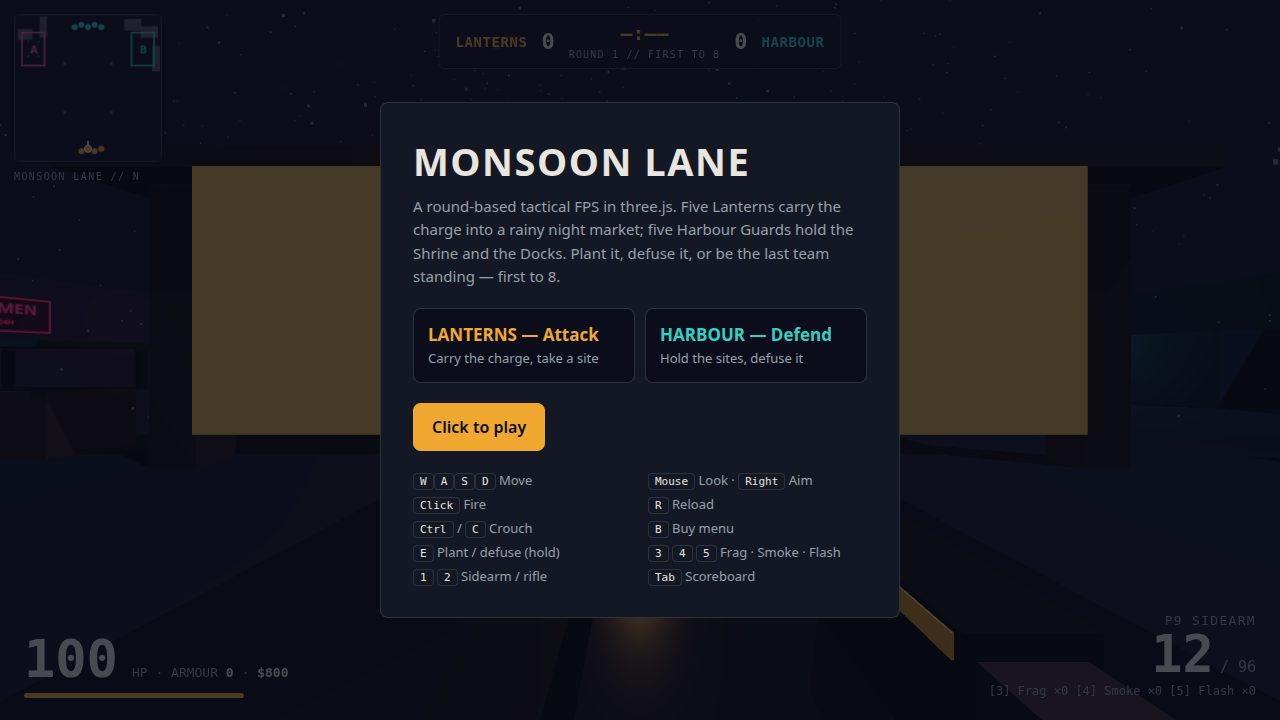 A
B
MONSOON LANE // N
LANTERNS 0 —:—— 0 HARBOUR
ROUND 1 // FIRST TO 8
MONSOON LANE
A round-based tactical FPS in three.js. Five Lanterns carry the
charge into a rainy night market; five Harbour Guards hold the
Shrine and the Docks. Plant it, defuse it, or be the last team
standing — first to 8.
LANTERNS — Attack
Carry the charge, take a site
HARBOUR — Defend
Hold the sites, defuse it
Click to play
W A S D Move
Mouse Look · Right Aim
Click Fire
R Reload
Ctrl / C Crouch
B Buy menu
E Plant / defuse (hold)
3 4 5 Frag · Smoke · Flash
1 2 Sidearm / rifle
Tab Scoreboard
MEN
100 HP · ARMOUR 0 · $800
P9 SIDEARM
12 / 96
[3] Frag ×0 [4] Smoke ×0 [5] Flash ×0